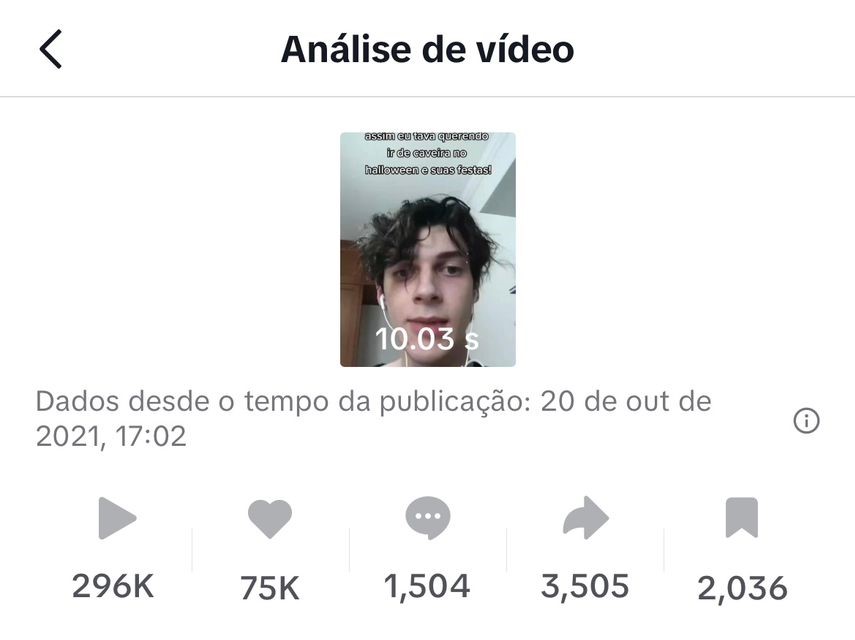 Análise de vídeo
assim eu tava querendo
ir de caveira no
halloween e suas festas!
10.03 s
Dados desde o tempo da publicação: 20 de out de
2021, 17:02
296K 75K 1,504 3,505 2,036